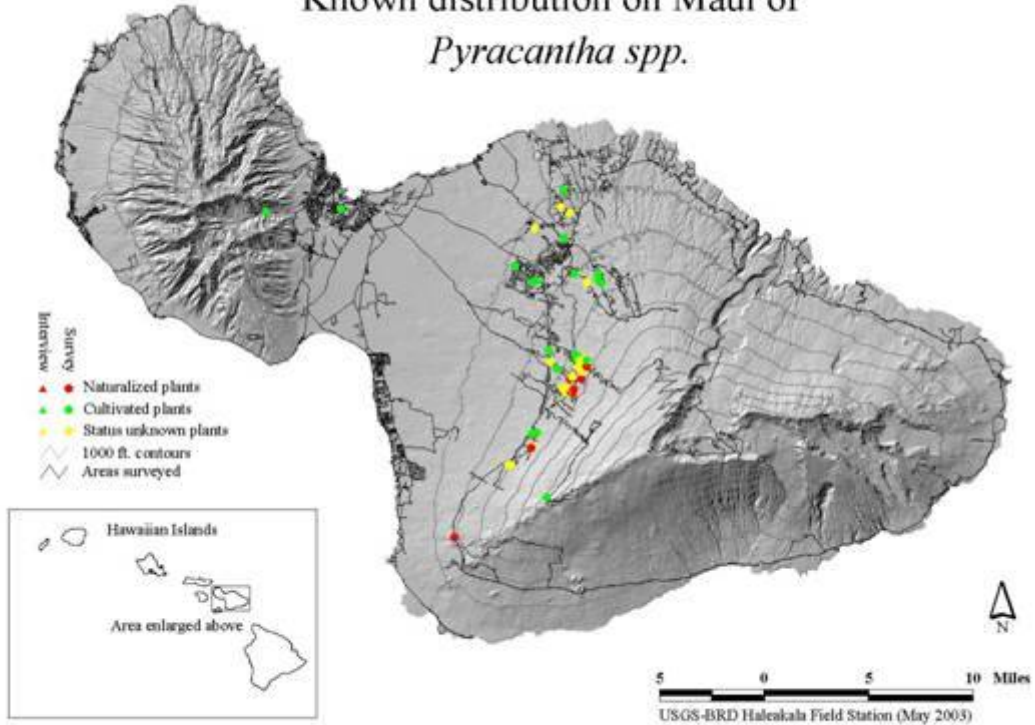 Known distribution on Maui of
Pyracantha spp.
Interview
Survey
Naturalized plants
Cultivated plants
Status unknown plants
1000 ft. contours
Areas surveyed
Hawaiian Islands
Area enlarged above
N
5 0 5 10 Miles
USGS-BRD Haleakala Field Station (May 2003)